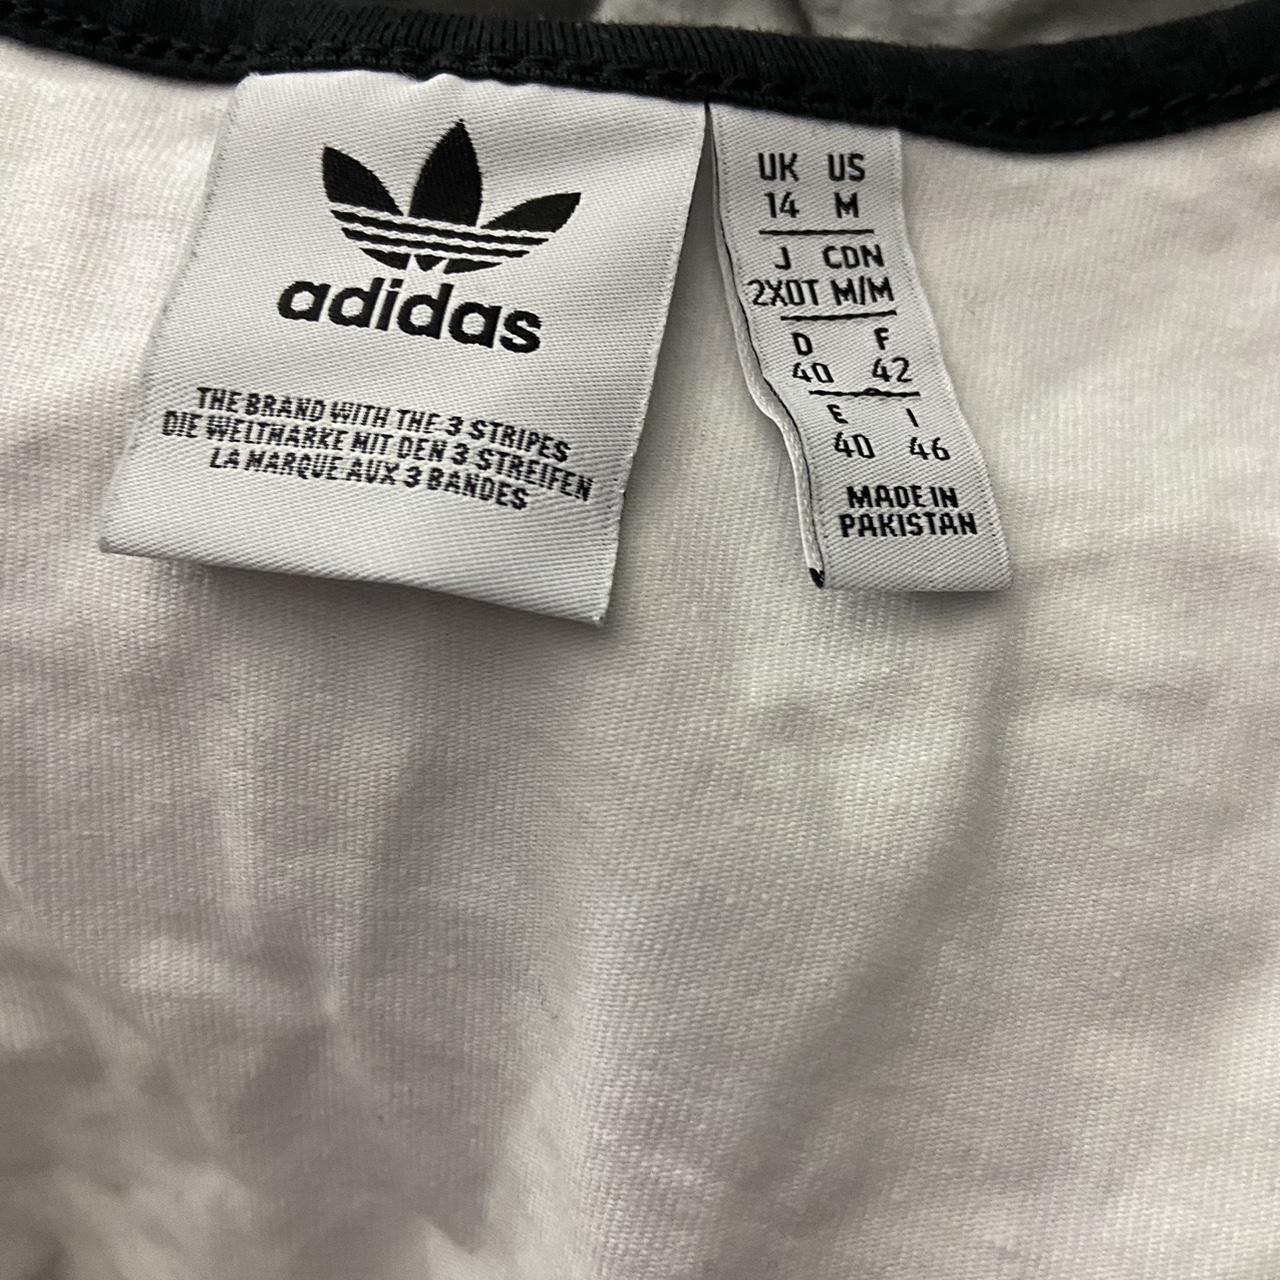 adidas
THE BRAND WITH THE 3 STRIPES
DIE WELTMARKE MIT DEN 3 STREIFEN
LA MARQUE AUX 3 BANDES
UK US
14 M
J CDN
2XOT M/M
D F
40 42
E I
40 46
MADE IN
PAKISTAN